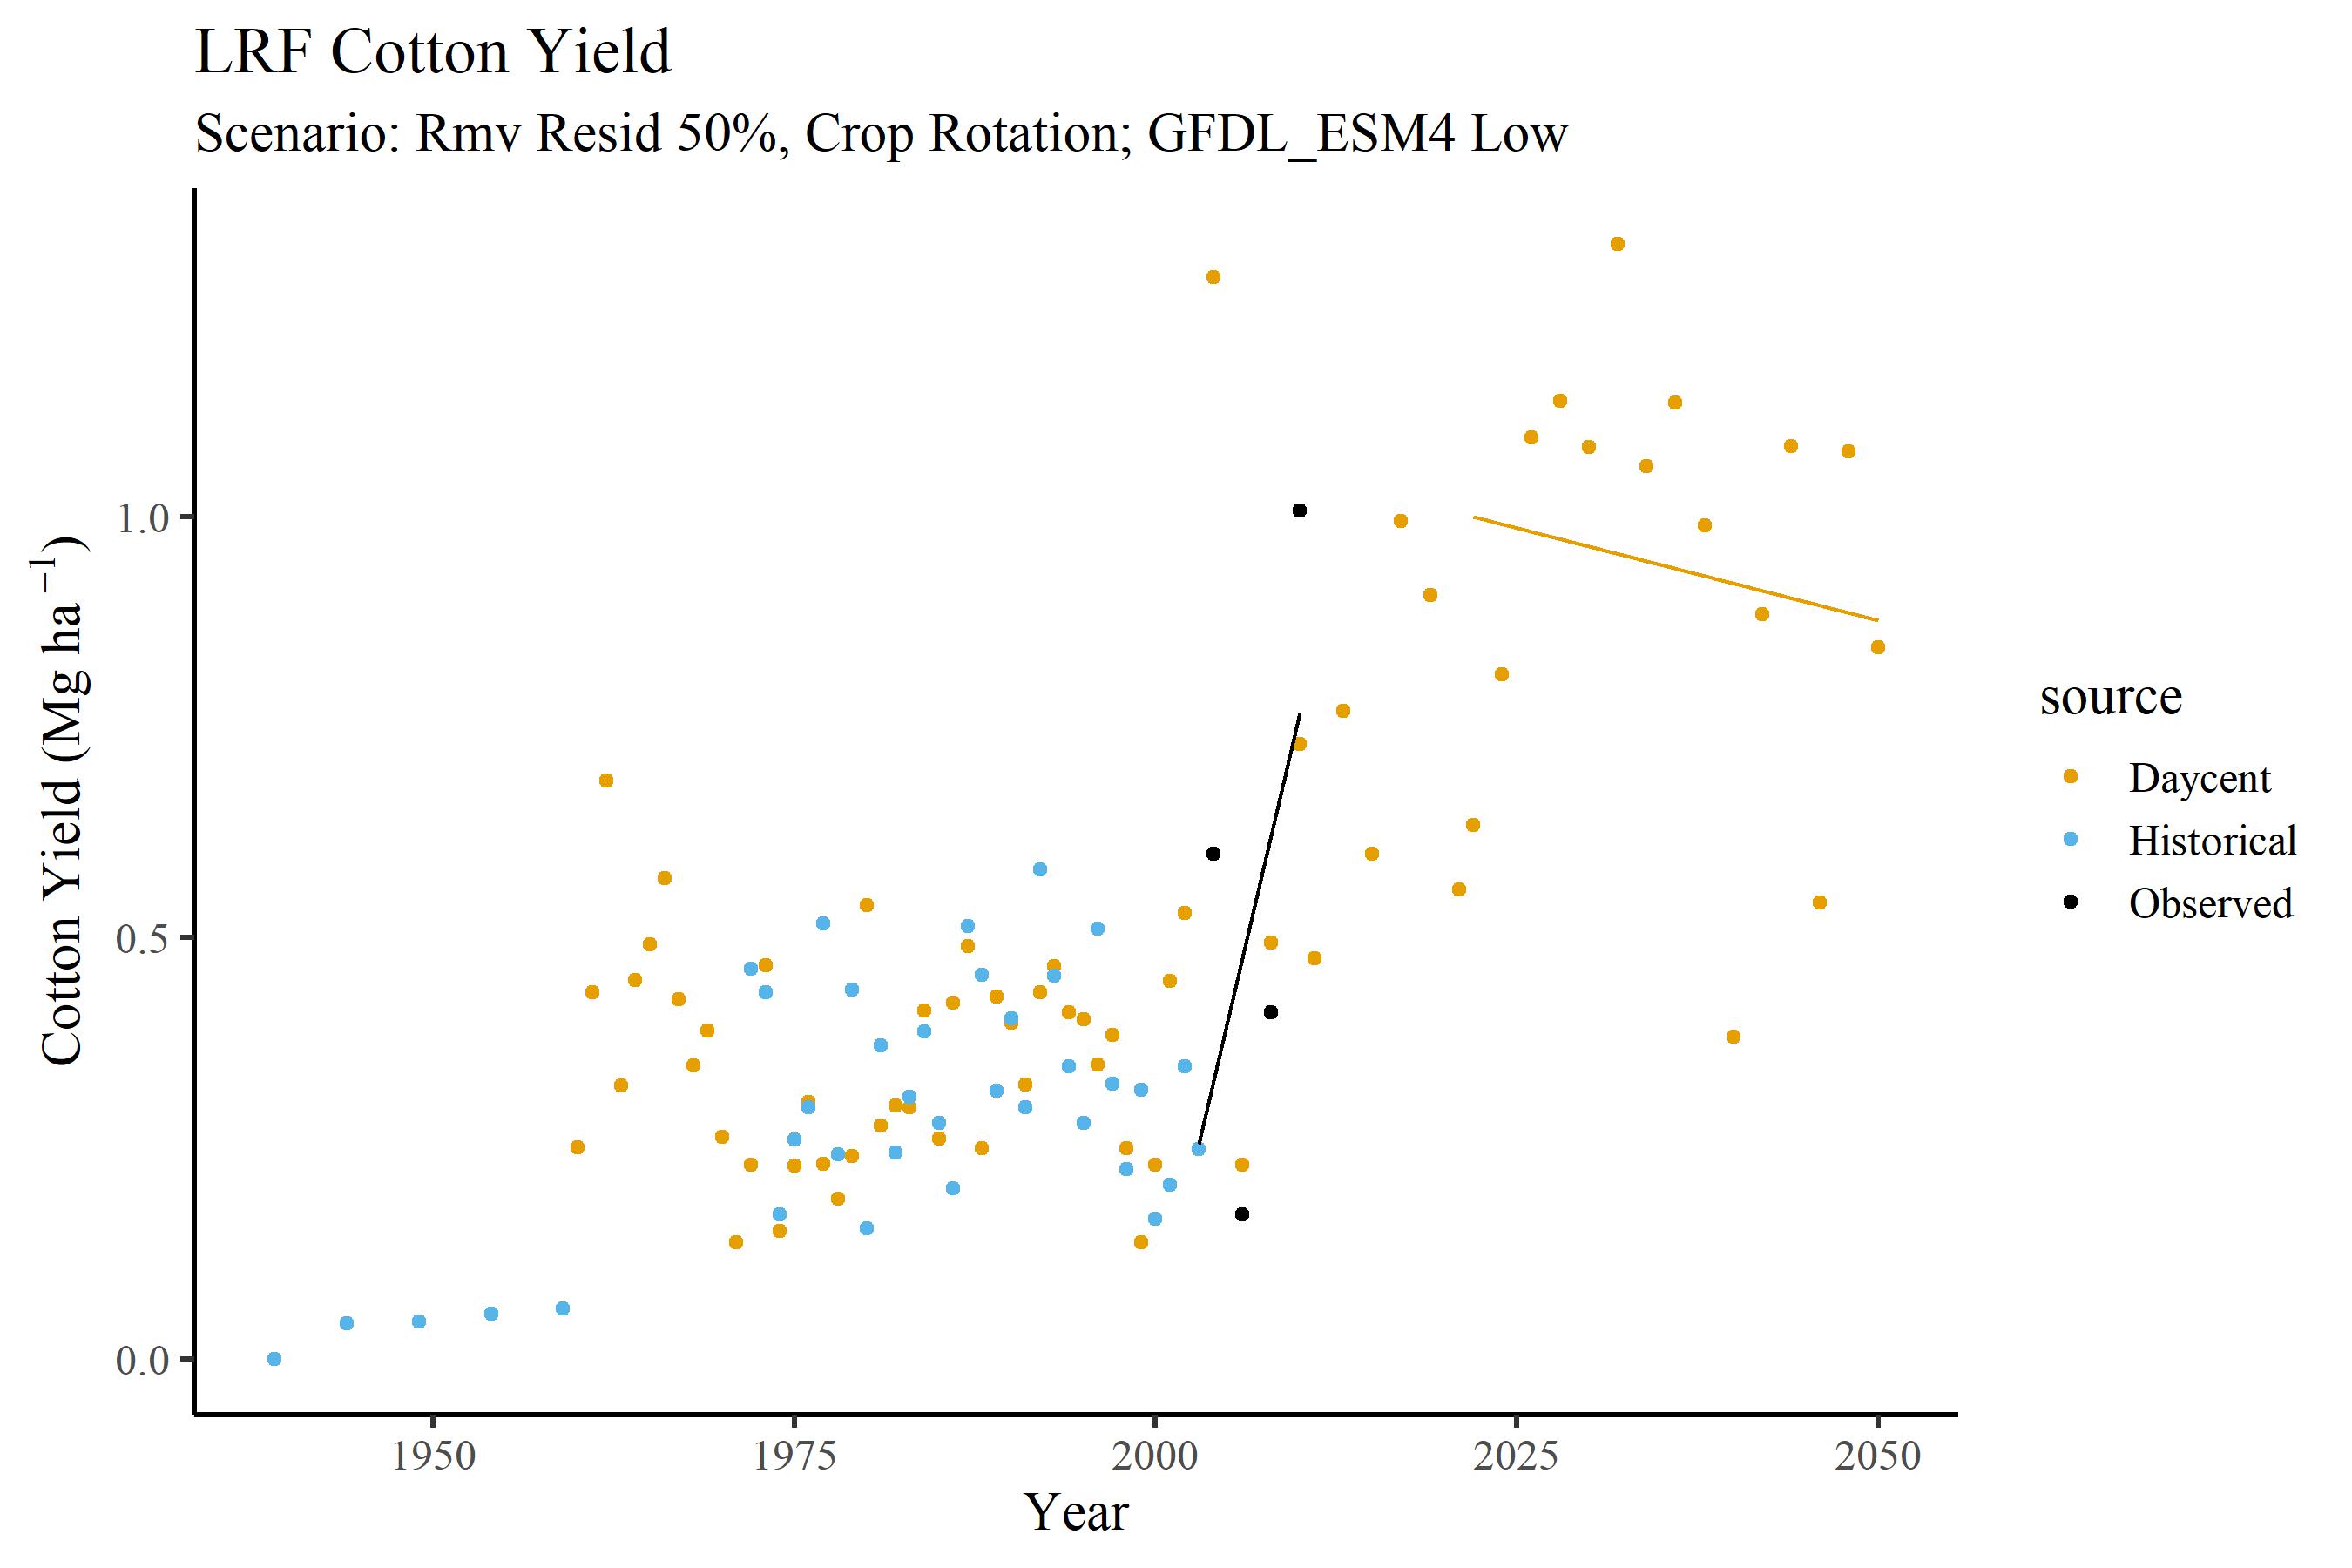 LRF Cotton Yield
Scenario: Rmv Resid 50%, Crop Rotation; GFDL_ESM4 Low
Cotton Yield (Mg ha⁻¹)
1.0
0.5
0.0
1950 1975 2000 2025 2050
Year
source
Daycent
Historical
Observed